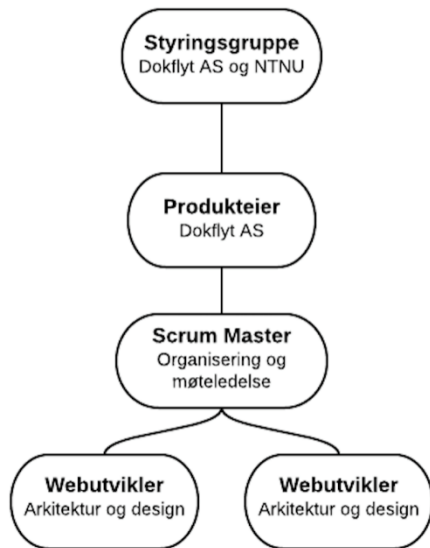 Styringsgruppe
Dokflyt AS og NTNU
Produkteier
Dokflyt AS
Scrum Master
Organisering og
møteledelse
Webutvikler
Arkitektur og design
Webutvikler
Arkitektur og design